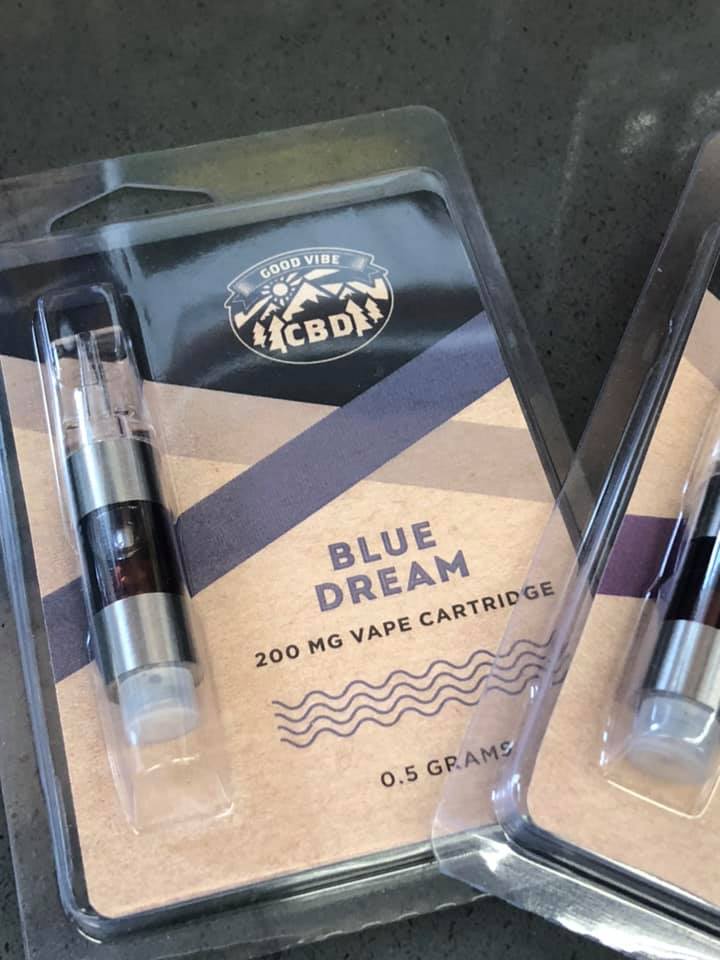 GOOD VIBE
CBD
BLUE
DREAM
200 MG VAPE CARTRIDGE
0.5 GRAMS